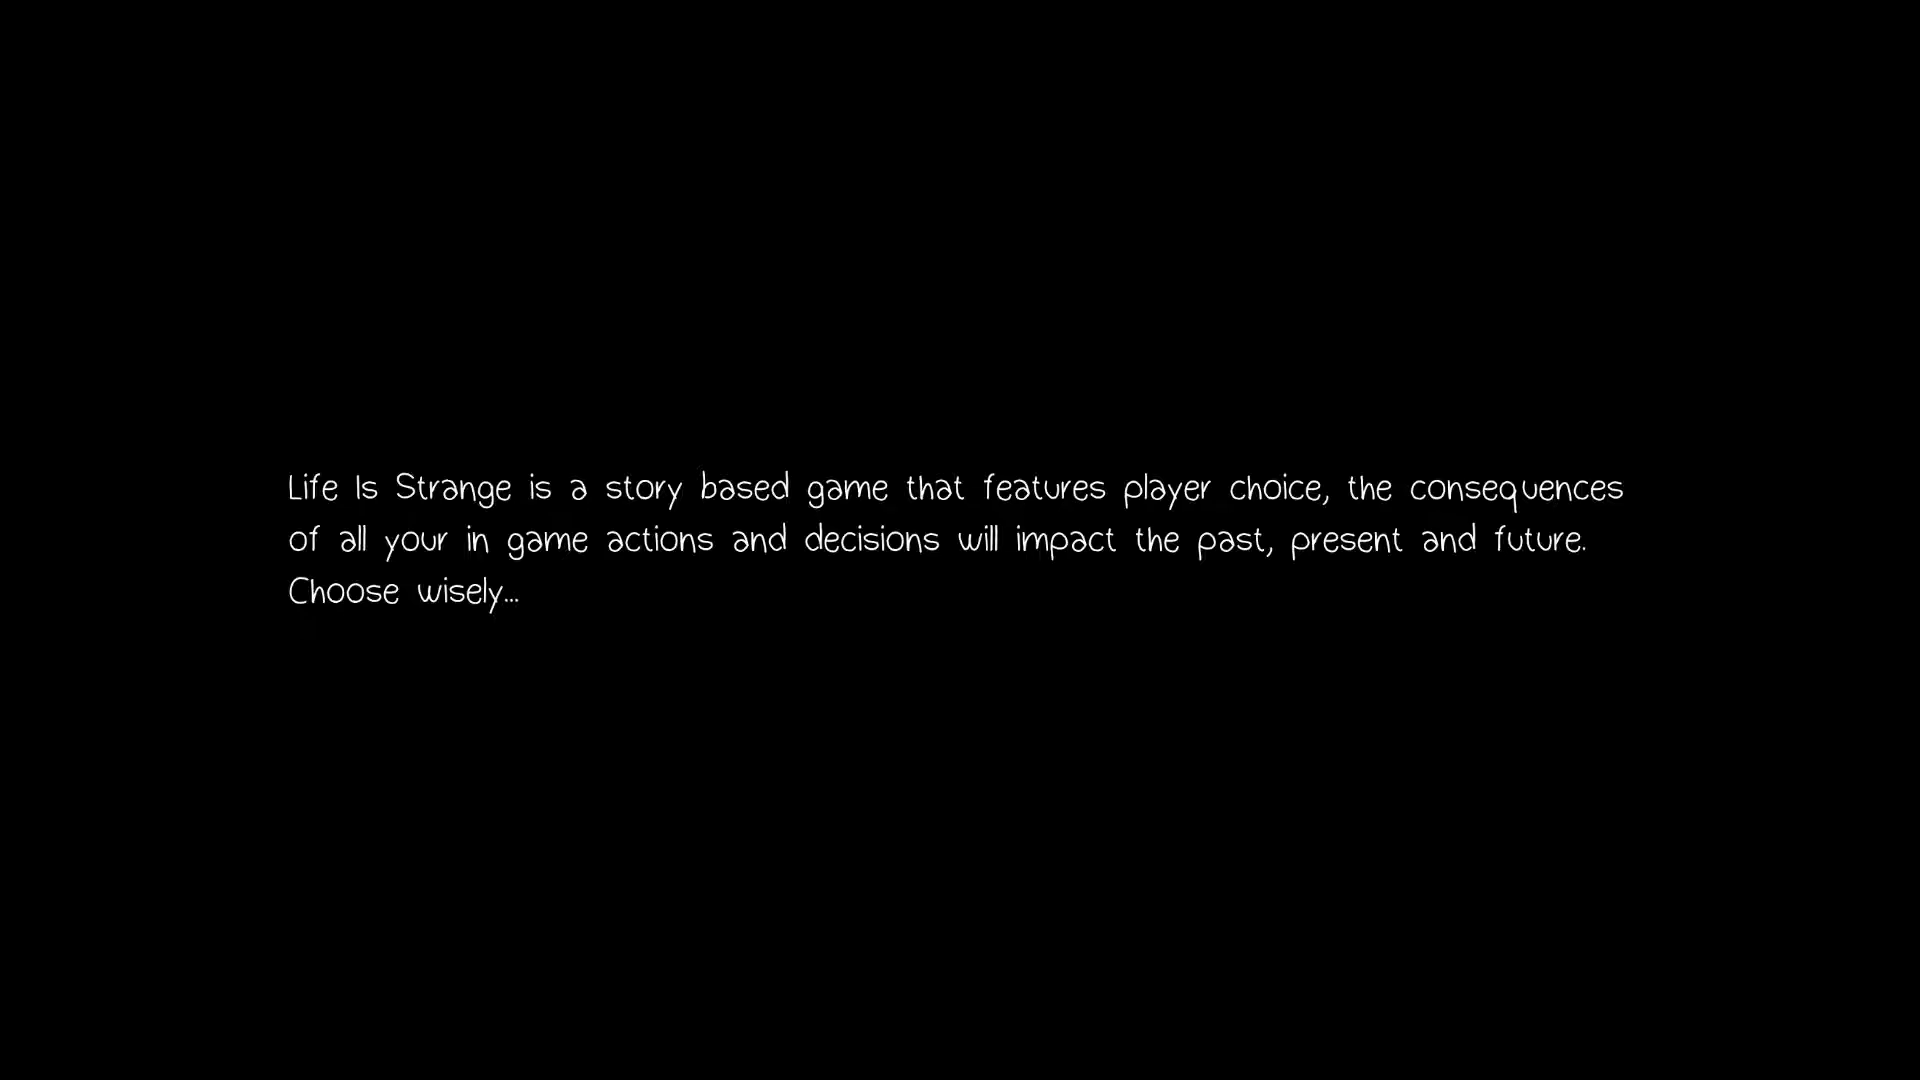 Life Is Strange is a story based game that features player choice, the consequences
of all your in game actions and decisions will impact the past, present and future.
Choose wisely...